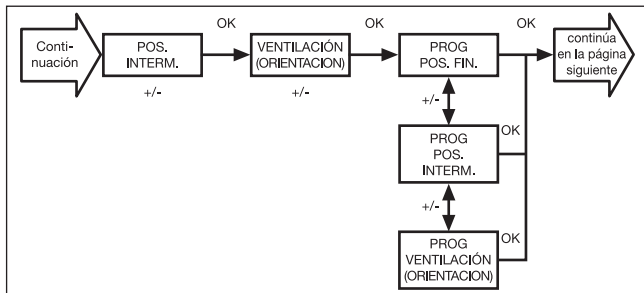 Conti-
nuación
POS.
INTERM.
+/-
OK
VENTILACIÓN
(ORIENTACION)
+/-
OK
PROG
POS. FIN.
OK
continúa
en la página
siguiente
+/-
PROG
POS.
INTERM.
OK
+/-
PROG
VENTILACIÓN
(ORIENTACION)
OK